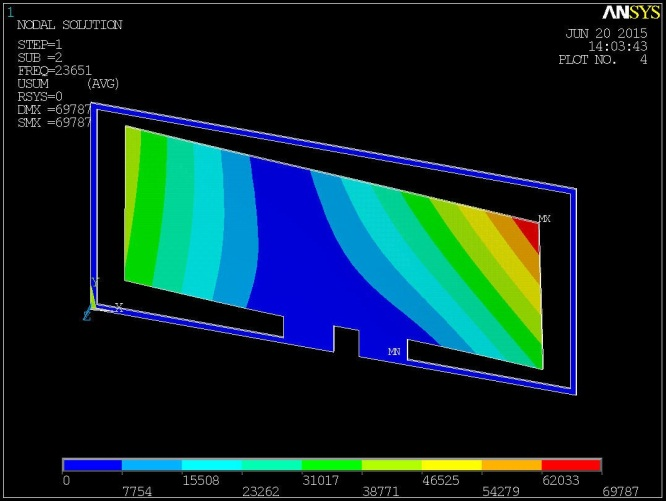 1
ANSYS
NODAL SOLUTION
JUN 20 2015
14:03:43
PLOT NO. 4
STEP=1
SUB =2
FREQ=23651
USUM (AVG)
RSYS=0
DMX =69787
SMX =69787
MX
Y
X
Z
MN
0 15508 31017 46525 62033
7754 23262 38771 54279 69787